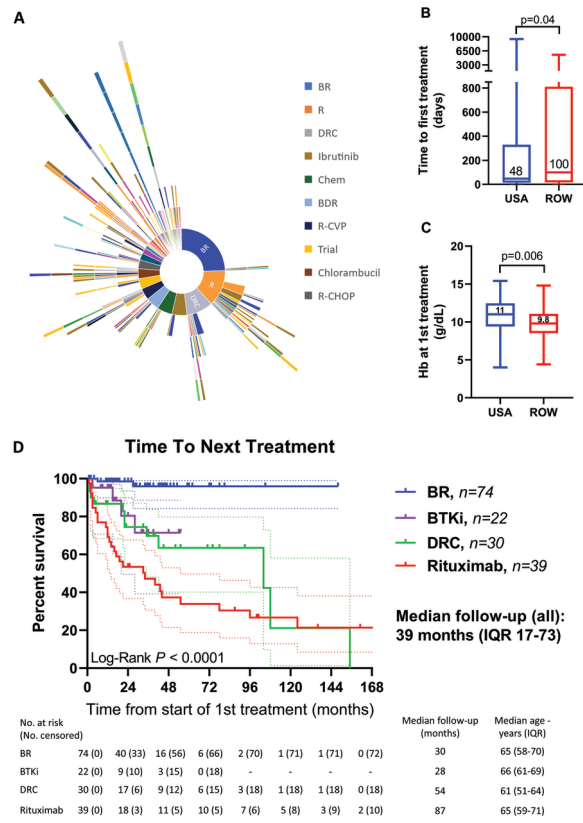 A
BR
R
DRC
BR
R
DRC
Ibrutinib
Chem
BDR
R-CVP
Trial
Chlorambucil
R-CHOP
B
p=0.04
Time to first treatment
(days)
10000
6500
3000
800
600
400
200
0
48
100
USA
ROW
C
p=0.006
Hb at 1st treatment
(g/dL)
20
15
10
5
0
11
9.8
USA
ROW
D
Time To Next Treatment
Percent survival
100
80
60
40
20
0
Log-Rank P < 0.0001
0 24 48 72 96 120 144 168
Time from start of 1st treatment (months)
BR, n=74
BTKi, n=22
DRC, n=30
Rituximab, n=39
Median follow-up (all):
39 months (IQR 17-73)
No. at risk
(No. censored)
Median follow-up
(months)
Median age -
years (IQR)
BR 74 (0) 40 (33) 16 (56) 6 (66) 2 (70) 1 (71) 1 (71) 0 (72) 30 65 (58-70)
BTKi 22 (0) 9 (10) 3 (15) 0 (18) - - - - 28 66 (61-69)
DRC 30 (0) 17 (6) 9 (12) 6 (15) 3 (18) 1 (18) 1 (18) 0 (18) 54 61 (51-64)
Rituximab 39 (0) 18 (3) 11 (5) 10 (5) 7 (6) 5 (8) 3 (9) 2 (10) 87 65 (59-71)